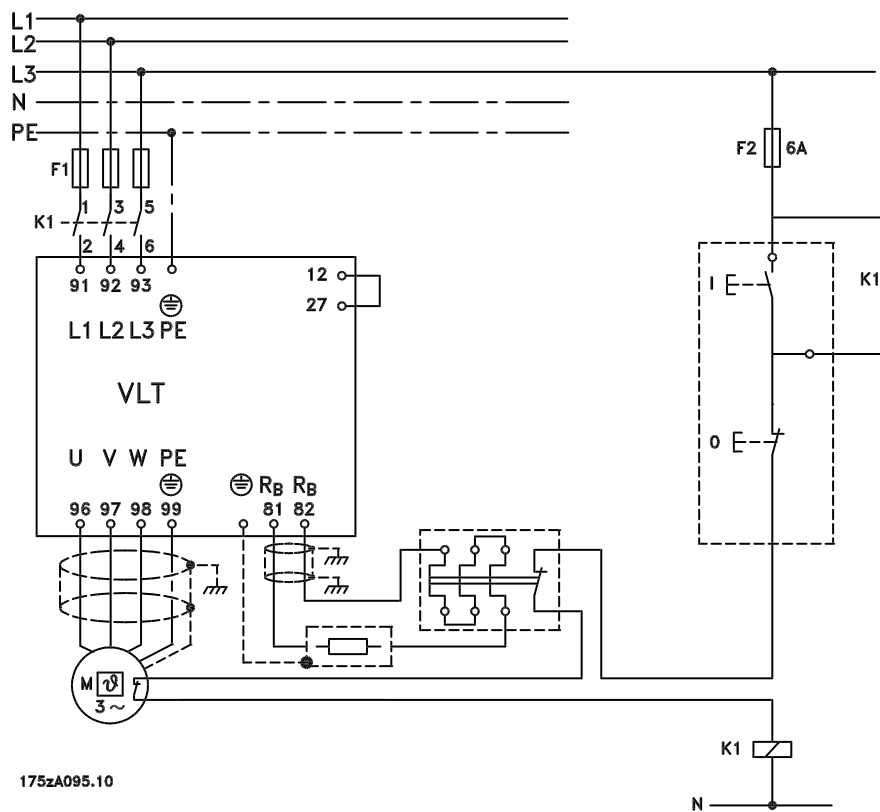 L1
L2
L3
N
PE
F1
F2 6A
1 3 5
K1
2 4 6
91 92 93
12
27
L1 L2 L3 PE
I
K1
VLT
O
U V W PE
RB RB
96 97 98 99
81 82
M ϑ
3 ~
K1
175zA095.10
N